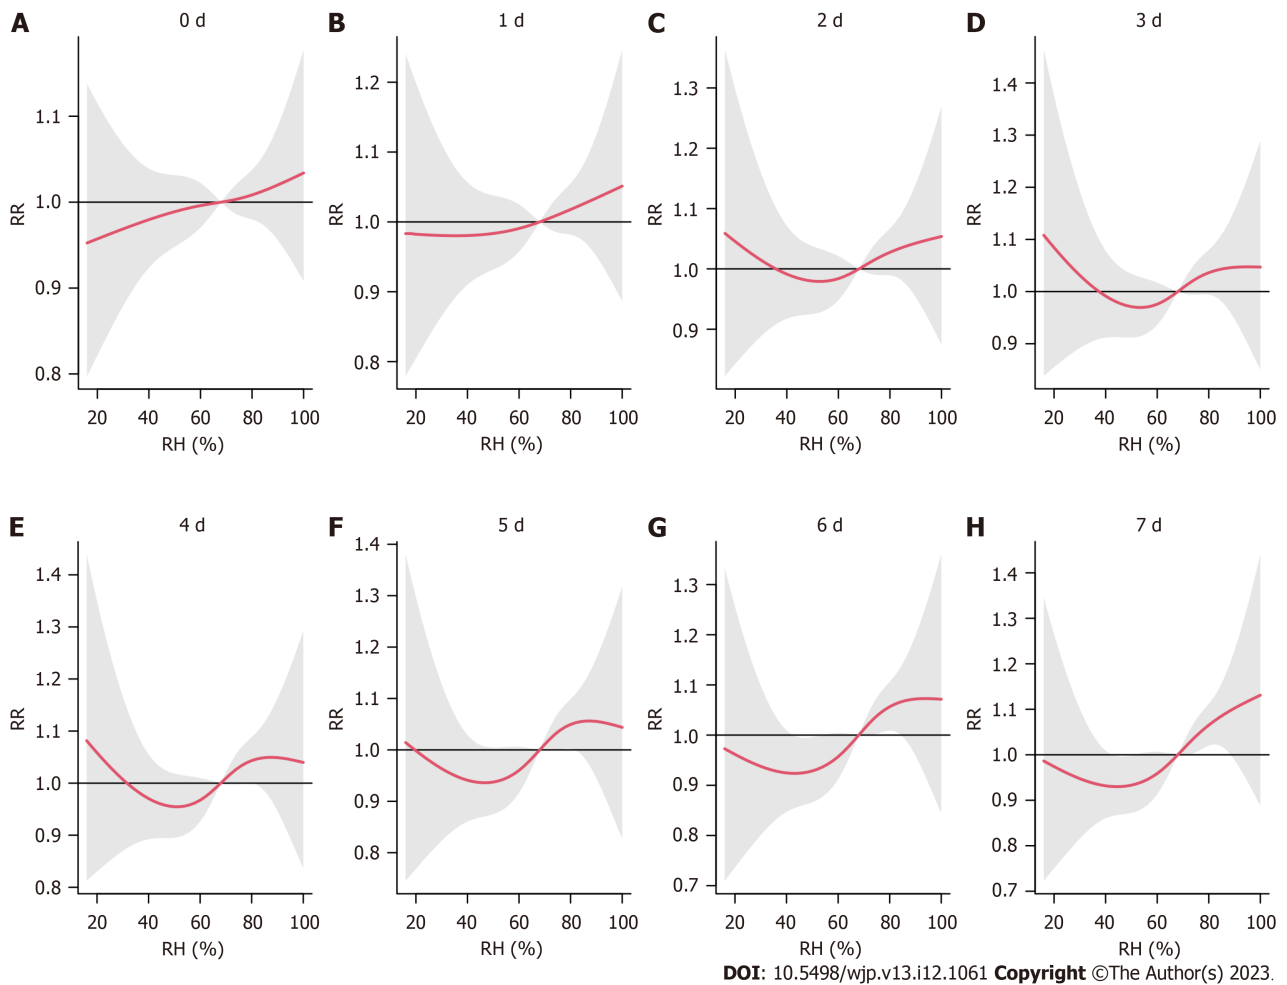 A 0 d
RR
1.1
1.0
0.9
0.8
20 40 60 80 100
RH (%)
B 1 d
RR
1.2
1.1
1.0
0.9
0.8
20 40 60 80 100
RH (%)
C 2 d
RR
1.3
1.2
1.1
1.0
0.9
20 40 60 80 100
RH (%)
D 3 d
RR
1.4
1.3
1.2
1.1
1.0
0.9
20 40 60 80 100
RH (%)
E 4 d
RR
1.4
1.3
1.2
1.1
1.0
0.9
0.8
20 40 60 80 100
RH (%)
F 5 d
RR
1.4
1.3
1.2
1.1
1.0
0.9
0.8
20 40 60 80 100
RH (%)
G 6 d
RR
1.3
1.2
1.1
1.0
0.9
0.8
0.7
20 40 60 80 100
RH (%)
H 7 d
RR
1.4
1.3
1.2
1.1
1.0
0.9
0.8
0.7
20 40 60 80 100
RH (%)
DOI: 10.5498/wjp.v13.i12.1061 Copyright ©The Author(s) 2023.